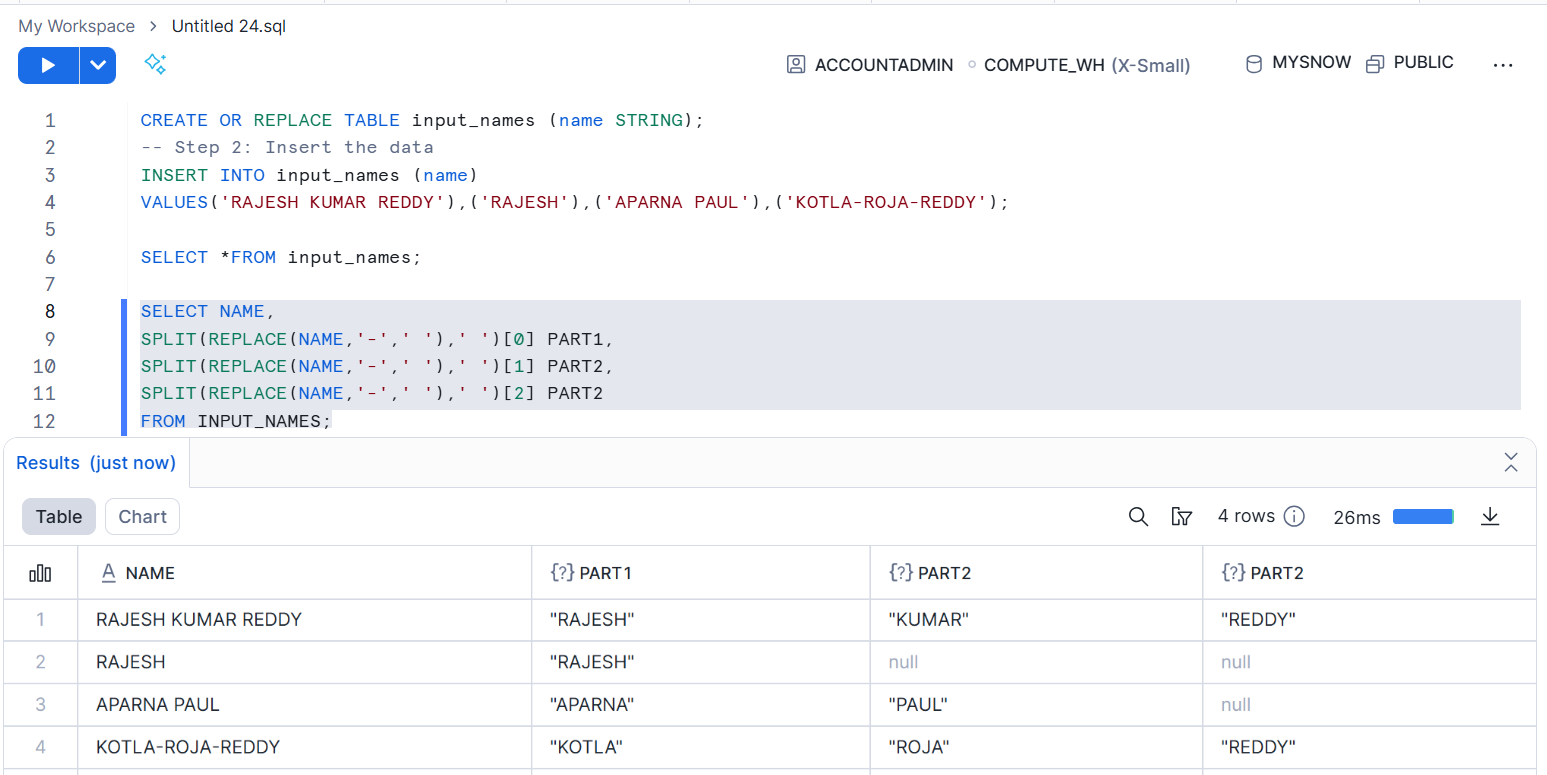 My Workspace > Untitled 24.sql
ACCOUNTADMIN COMPUTE_WH (X-Small) MYSNOW PUBLIC ...
1 CREATE OR REPLACE TABLE input_names (name STRING);
2 -- Step 2: Insert the data
3 INSERT INTO input_names (name)
4 VALUES('RAJESH KUMAR REDDY'),('RAJESH'),('APARNA PAUL'),('KOTLA-ROJA-REDDY');
5
6 SELECT *FROM input_names;
7
8 SELECT NAME,
9 SPLIT(REPLACE(NAME,'-',' '),' ')[0] PART1,
10 SPLIT(REPLACE(NAME,'-',' '),' ')[1] PART2,
11 SPLIT(REPLACE(NAME,'-',' '),' ')[2] PART2
12 FROM INPUT_NAMES;
Results (just now)
Table Chart 4 rows 26ms
A NAME {?} PART1 {?} PART2 {?} PART2
1 RAJESH KUMAR REDDY "RAJESH" "KUMAR" "REDDY"
2 RAJESH "RAJESH" null null
3 APARNA PAUL "APARNA" "PAUL" null
4 KOTLA-ROJA-REDDY "KOTLA" "ROJA" "REDDY"